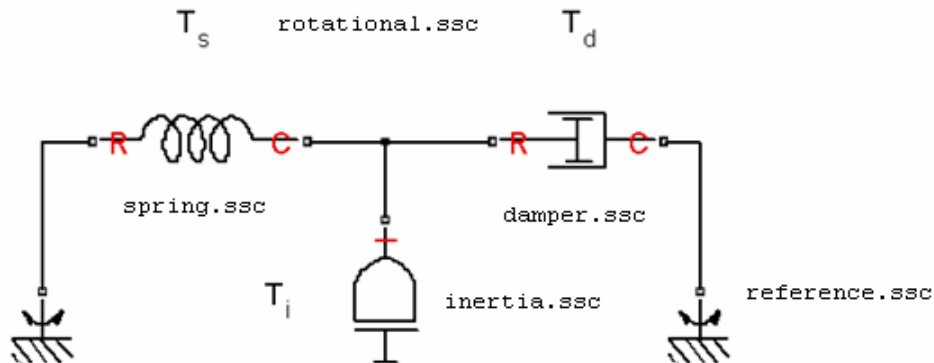 Ts rotational.ssc Td
R C R C
spring.ssc damper.ssc
Ti inertia.ssc reference.ssc